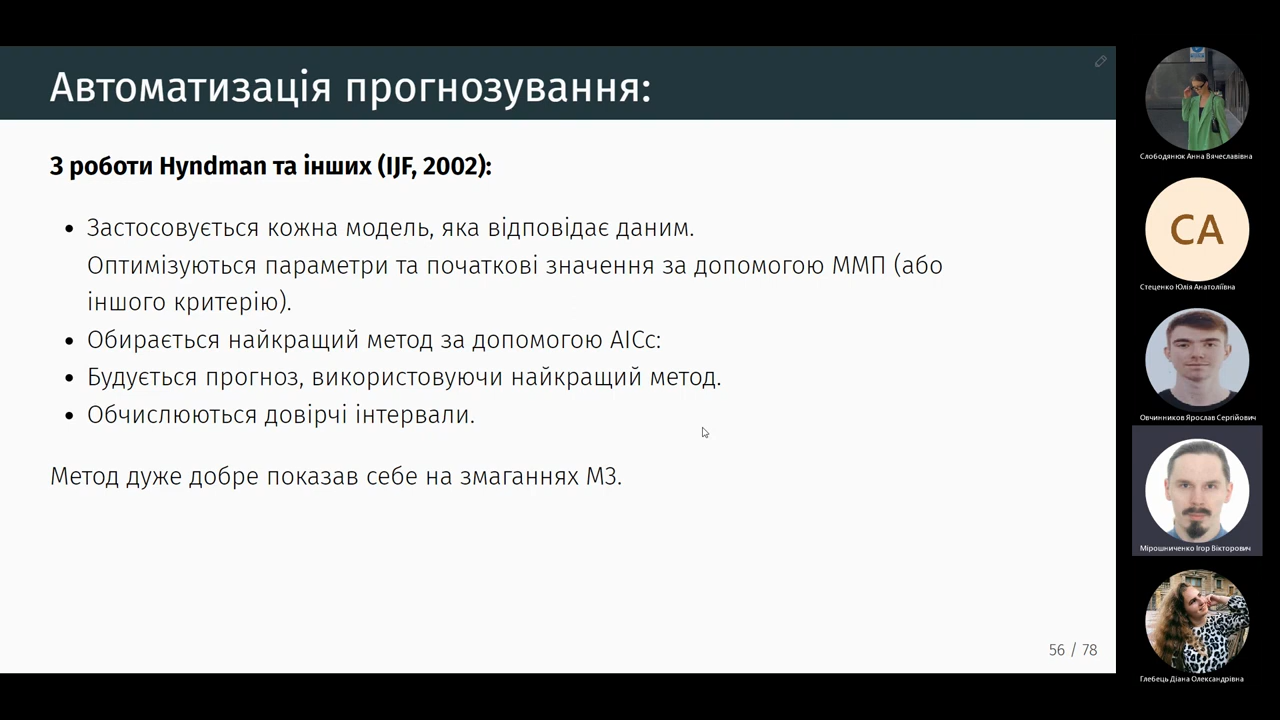 Автоматизація прогнозування:
З роботи Hyndman та інших (IJF, 2002):
• Застосовується кожна модель, яка відповідає даним.
Оптимізуються параметри та початкові значення за допомогою ММП (або
іншого критерію).
• Обирається найкращий метод за допомогою AICc:
• Будується прогноз, використовуючи найкращий метод.
• Обчислюються довірчі інтервали.
Метод дуже добре показав себе на змаганнях М3.
56 / 78
Слободянюк Анна Вячеславівна
СА
Стеценко Юлія Анатоліївна
Овчинников Ярослав Сергійович
Мірошниченко Ігор Вікторович
Глебець Діана Олександрівна